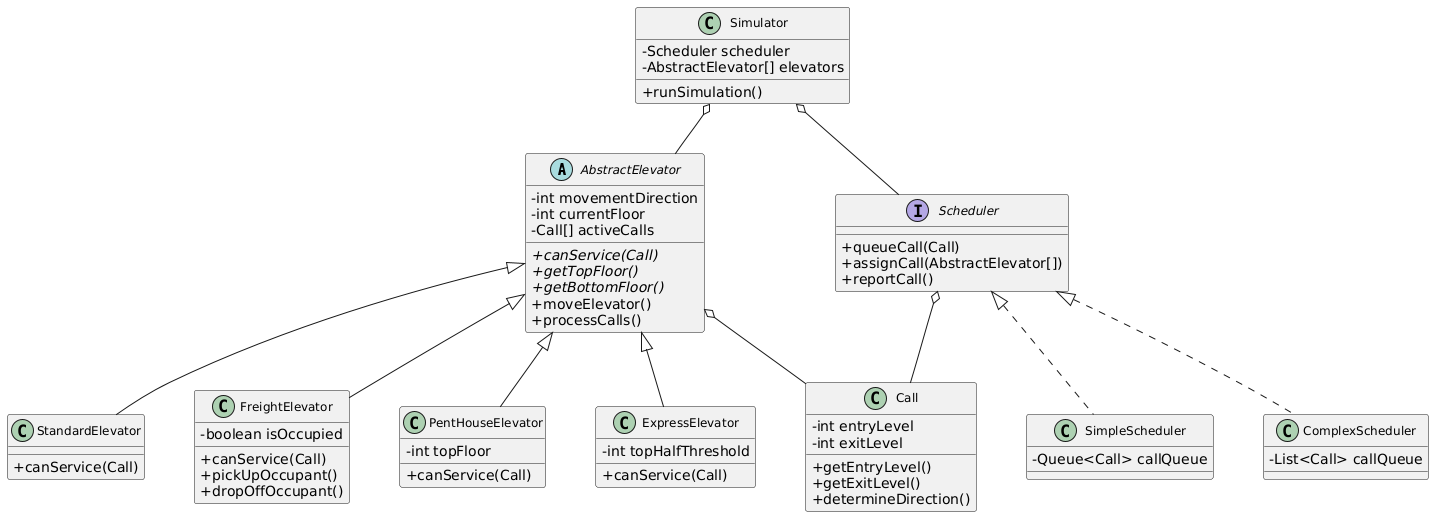 C Simulator
-Scheduler scheduler
-AbstractElevator[] elevators
+runSimulation()
A AbstractElevator
-int movementDirection
-int currentFloor
-Call[] activeCalls
+canService(Call)
+getTopFloor()
+getBottomFloor()
+moveElevator()
+processCalls()
I Scheduler
+queueCall(Call)
+assignCall(AbstractElevator[])
+reportCall()
C StandardElevator
+canService(Call)
C FreightElevator
-boolean isOccupied
+canService(Call)
+pickUpOccupant()
+dropOffOccupant()
C PentHouseElevator
-int topFloor
+canService(Call)
C ExpressElevator
-int topHalfThreshold
+canService(Call)
C Call
-int entryLevel
-int exitLevel
+getEntryLevel()
+getExitLevel()
+determineDirection()
C SimpleScheduler
-Queue<Call> callQueue
C ComplexScheduler
-List<Call> callQueue